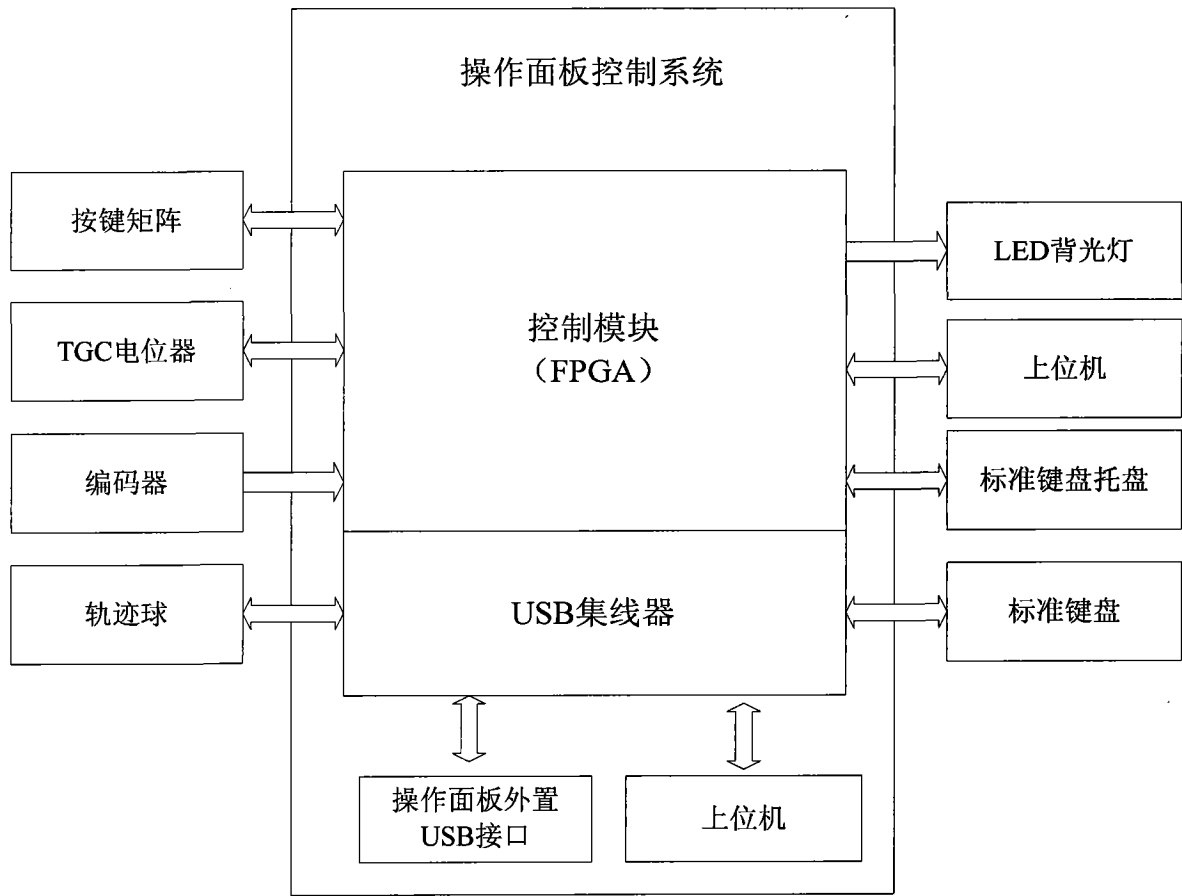 操作面板控制系统
按键矩阵
TGC电位器
编码器
轨迹球
控制模块
（FPGA）
USB集线器
LED背光灯
上位机
标准键盘托盘
标准键盘
操作面板外置
USB接口
上位机